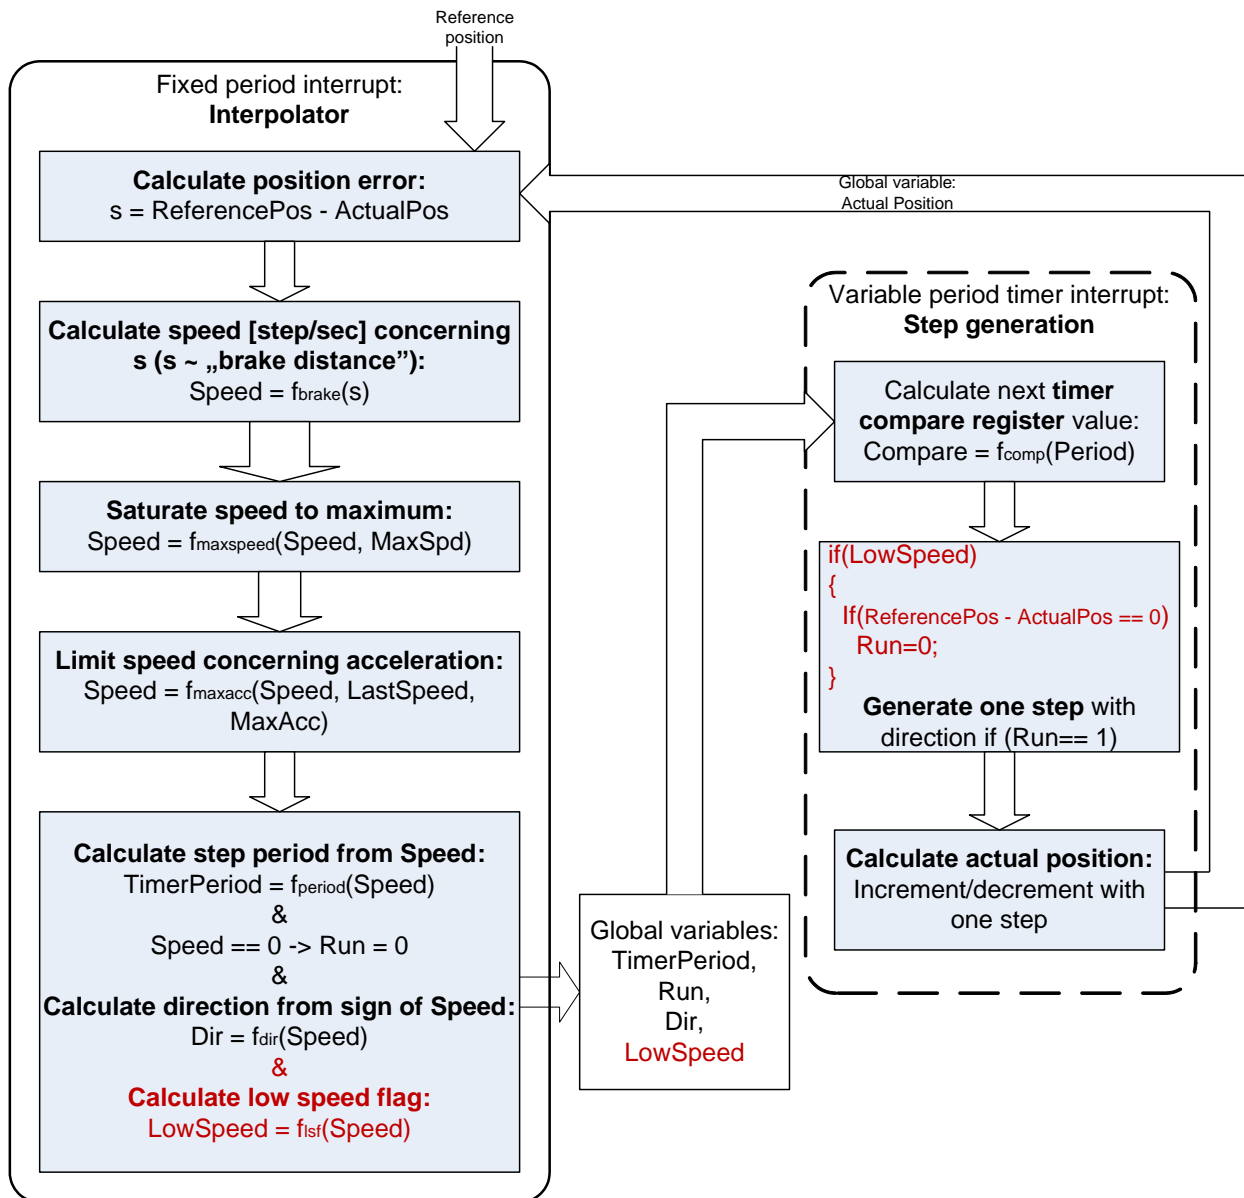 Reference
position
Fixed period interrupt:
Interpolator
Calculate position error:
s = ReferencePos - ActualPos
Calculate speed [step/sec] concerning
s (s ~ „brake distance”):
Speed = fbrake(s)
Saturate speed to maximum:
Speed = fmaxspeed(Speed, MaxSpd)
Limit speed concerning acceleration:
Speed = fmaxacc(Speed, LastSpeed,
MaxAcc)
Calculate step period from Speed:
TimerPeriod = fperiod(Speed)
&
Speed == 0 -> Run = 0
&
Calculate direction from sign of Speed:
Dir = fdir(Speed)
&
Calculate low speed flag:
LowSpeed = flsf(Speed)
Global variables:
TimerPeriod,
Run,
Dir,
LowSpeed
Global variable:
Actual Position
Variable period timer interrupt:
Step generation
Calculate next timer
compare register value:
Compare = fcomp(Period)
if(LowSpeed)
{
If(ReferencePos - ActualPos == 0)
Run=0;
}
Generate one step with
direction if (Run== 1)
Calculate actual position:
Increment/decrement with
one step